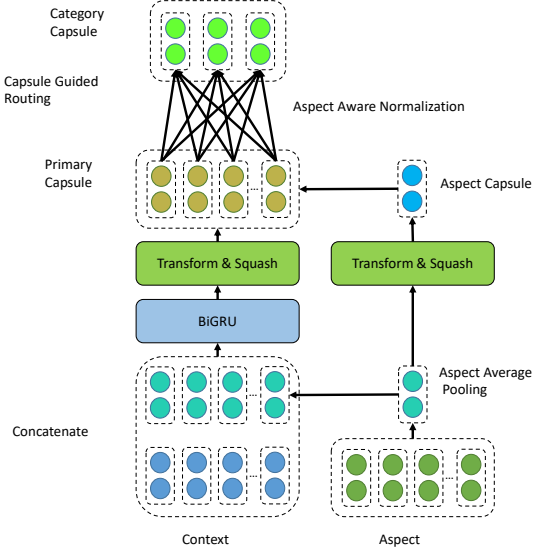 Category
Capsule
Capsule Guided
Routing
Aspect Aware Normalization
Primary
Capsule
...
Aspect Capsule
Transform & Squash
Transform & Squash
BiGRU
Aspect Average
Pooling
...
Concatenate
...
...
Context
Aspect